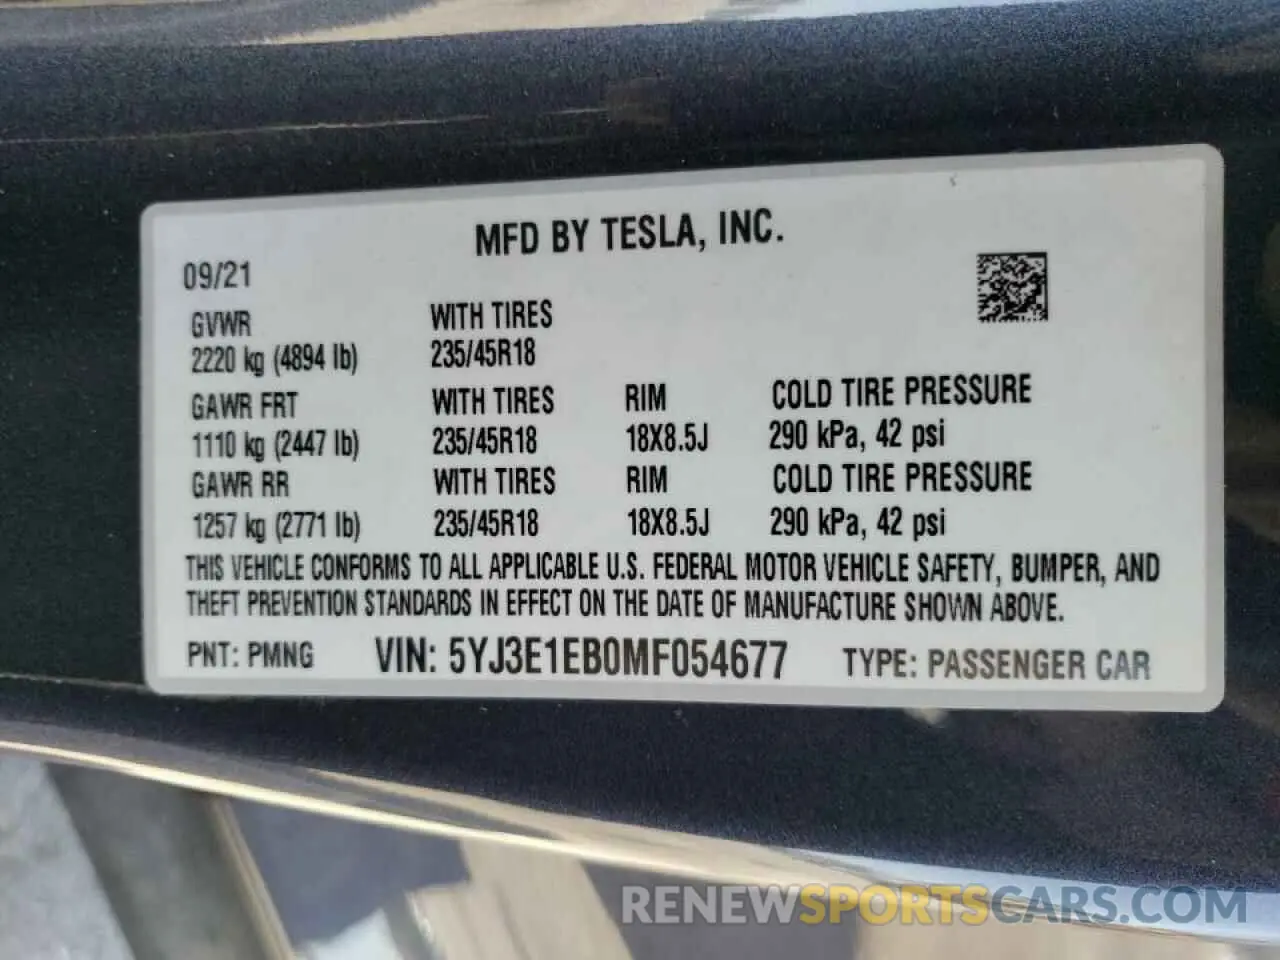 MFD BY TESLA, INC.
09/21
GVWR WITH TIRES
2220 kg (4894 lb) 235/45R18
GAWR FRT WITH TIRES RIM COLD TIRE PRESSURE
1110 kg (2447 lb) 235/45R18 18X8.5J 290 kPa, 42 psi
GAWR RR WITH TIRES RIM COLD TIRE PRESSURE
1257 kg (2771 lb) 235/45R18 18X8.5J 290 kPa, 42 psi
THIS VEHICLE CONFORMS TO ALL APPLICABLE U.S. FEDERAL MOTOR VEHICLE SAFETY, BUMPER, AND
THEFT PREVENTION STANDARDS IN EFFECT ON THE DATE OF MANUFACTURE SHOWN ABOVE.
PNT: PMNG VIN: 5YJ3E1EB0MF054677 TYPE: PASSENGER CAR
RENEWSPORTSCARS.COM